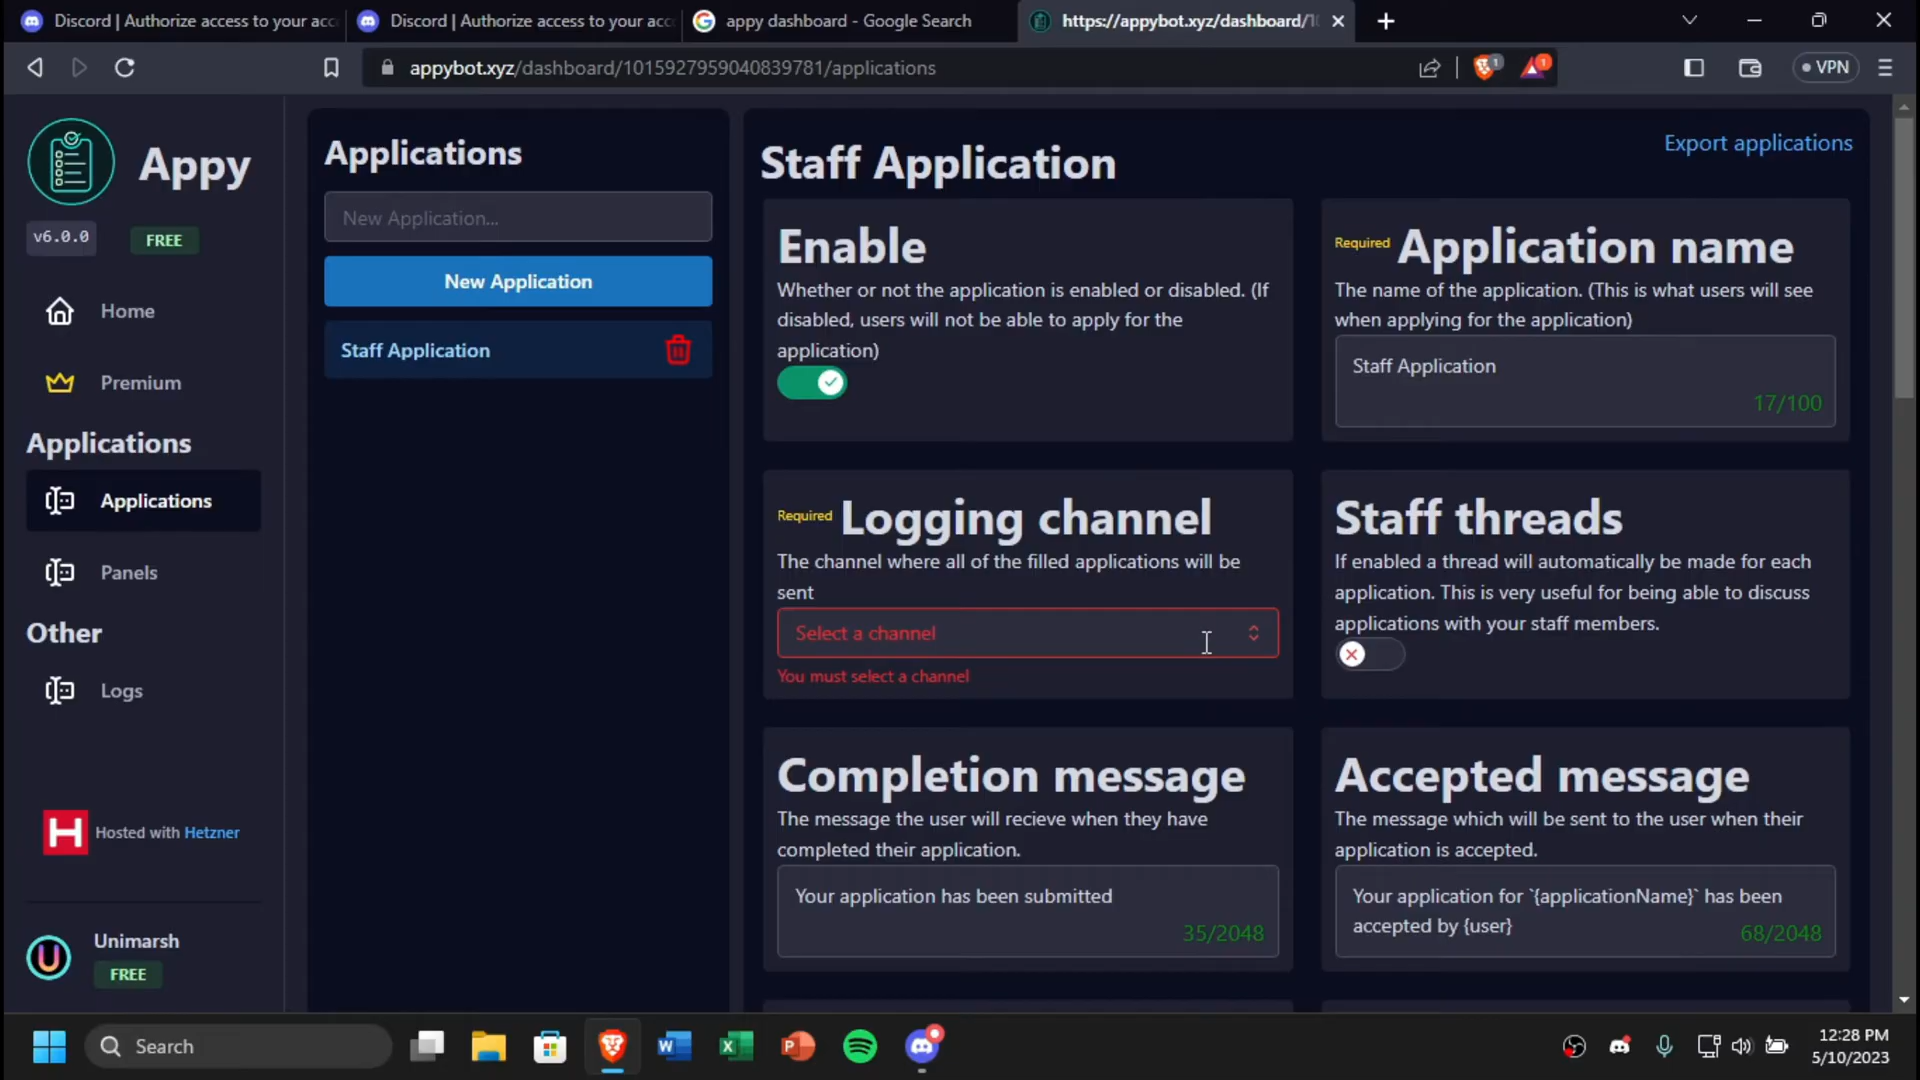 Discord | Authorize access to your acc
Discord | Authorize access to your acc
appy dashboard - Google Search
https://appybot.xyz/dashboard/10
appybot.xyz/dashboard/1015927959040839781/applications
1
1
VPN
Appy
v6.0.0
FREE
Home
Premium
Applications
Applications
Panels
Other
Logs
H
Hosted with Hetzner
Unimarsh
FREE
Applications
New Application...
New Application
Staff Application
Staff Application
Export applications
Enable
Whether or not the application is enabled or disabled. (If
disabled, users will not be able to apply for the
application)
Required Application name
The name of the application. (This is what users will see
when applying for the application)
Staff Application
17/100
Required Logging channel
The channel where all of the filled applications will be
sent
Select a channel
You must select a channel
Staff threads
If enabled a thread will automatically be made for each
application. This is very useful for being able to discuss
applications with your staff members.
Completion message
The message the user will recieve when they have
completed their application.
Your application has been submitted
35/2048
Accepted message
The message which will be sent to the user when their
application is accepted.
Your application for `{applicationName}` has been
accepted by {user}
68/2048
Search
12:28 PM
5/10/2023